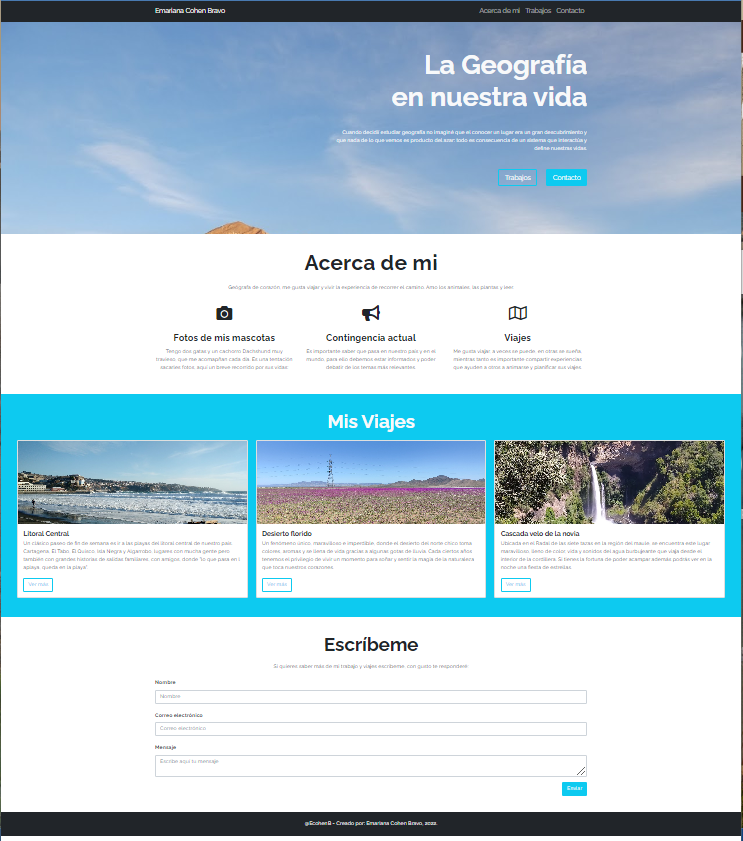 Emariana Cohen Bravo
Acerca de mi Trabajos Contacto
La Geografía
en nuestra vida
Cuando decidí estudiar geografía no imaginé que el conocer un lugar era un gran descubrimiento y
que nada de lo que vemos es producto del azar; todo es consecuencia de un sistema que interactúa y
define nuestras vidas.
Trabajos Contacto
Acerca de mi
Geógrafa de corazón, me gusta viajar y vivir la experiencia de recorrer el camino. Amo los animales, las plantas y leer.
Fotos de mis mascotas
Tengo dos gatas y un cachorro Dachshund muy
travieso, que me acompañan cada día. Es una tentación
sacarles fotos, aquí un breve recorrido por sus vidas.
Contingencia actual
Es importante saber que pasa en nuestro país y en el
mundo, para ello debemos estar informados y poder
debatir de los temas más relevantes.
Viajes
Me gusta viajar, a veces se puede, en otras se sueña,
mientras tanto es importante compartir experiencias
que ayuden a otros a animarse y planificar sus viajes.
Mis Viajes
Litoral Central
Un clásico paseo de fin de semana es ir a las playas del litoral central de nuestro país.
Cartagena, El Tabo, El Quisco, Isla Negra y Algarrobo, lugares con mucha gente pero
también con grandes historias de salidas familiares, con amigos, donde "lo que pasa en l
aplaya, queda en la playa".
Ver más
Desierto florido
Un fenómeno único, maravilloso e imperdible, donde el desierto del norte chico toma
colores, aromas y se llena de vida gracias a algunas gotas de lluvia. Cada ciertos años
tenemos el privilegio de vivir un momento para soñar y sentir la magia de la naturaleza
que toca nuestros corazones.
Ver más
Cascada velo de la novia
Ubicada en el Radal de las siete tazas en la región del maule, se encuentra este lugar
maravilloso, lleno de color, vida y sonidos del agua burbujeante que viaja desde el
interior de la cordillera. Si tienes la fortuna de poder acampar además podrás ver en la
noche una fiesta de estrellas.
Ver más
Escríbeme
Si quieres saber más de mi trabajo y viajes escríbeme, con gusto te responderé
Nombre
Nombre
Correo electrónico
Correo electrónico
Mensaje
Escribe aquí tu mensaje
Enviar
@EcohenB - Creado por: Emariana Cohen Bravo, 2022.